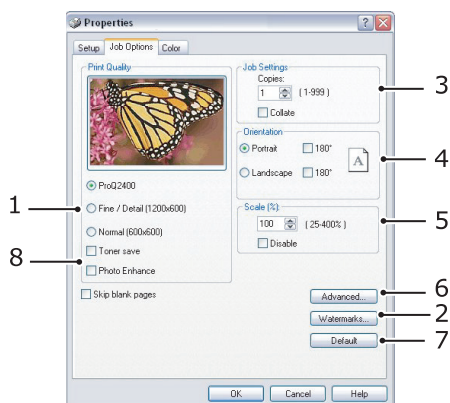 Properties
Setup Job Options Color
Print Quality
ProQ2400
Fine / Detail (1200x600)
Normal (600x600)
Toner save
Photo Enhance
Skip blank pages
Job Settings
Copies:
1 (1-999)
Collate
Orientation
Portrait 180°
Landscape 180°
A
Scale (%)
100 (25-400%)
Disable
Advanced...
Watermarks...
Default
OK Cancel Help
1
8
3
4
5
6
2
7